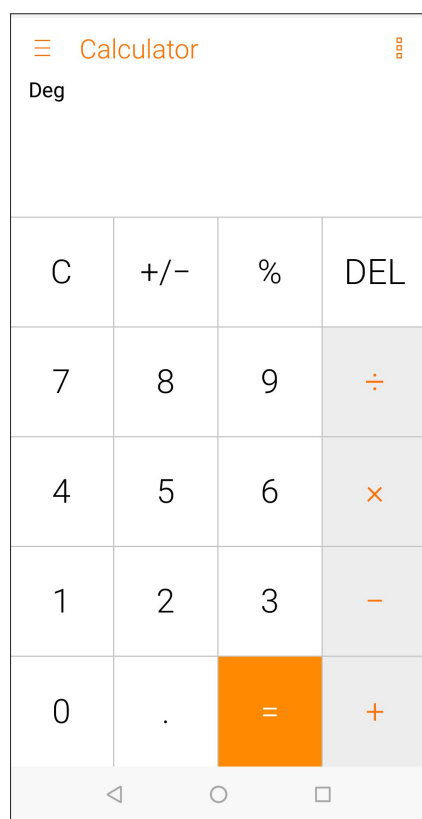 Calculator
Deg
C +/− % DEL
7 8 9 ÷
4 5 6 ×
1 2 3 −
0 . = +